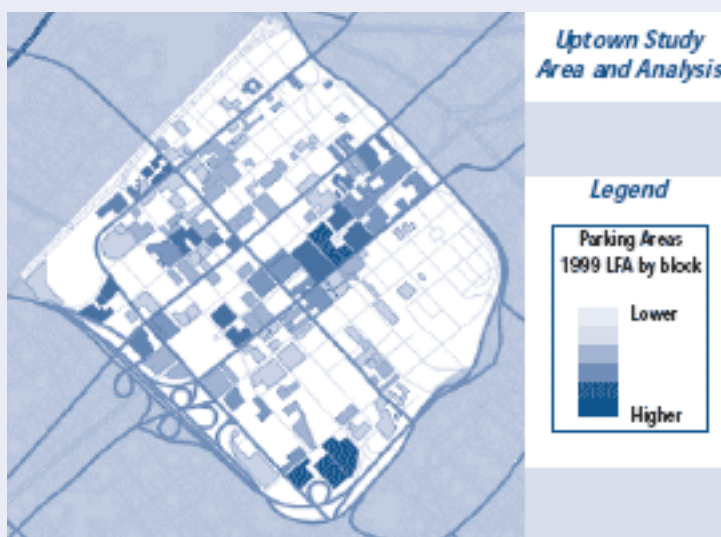 Uptown Study
Area and Analysis
Legend
Parking Areas
1999 LFA by block
Lower
Higher